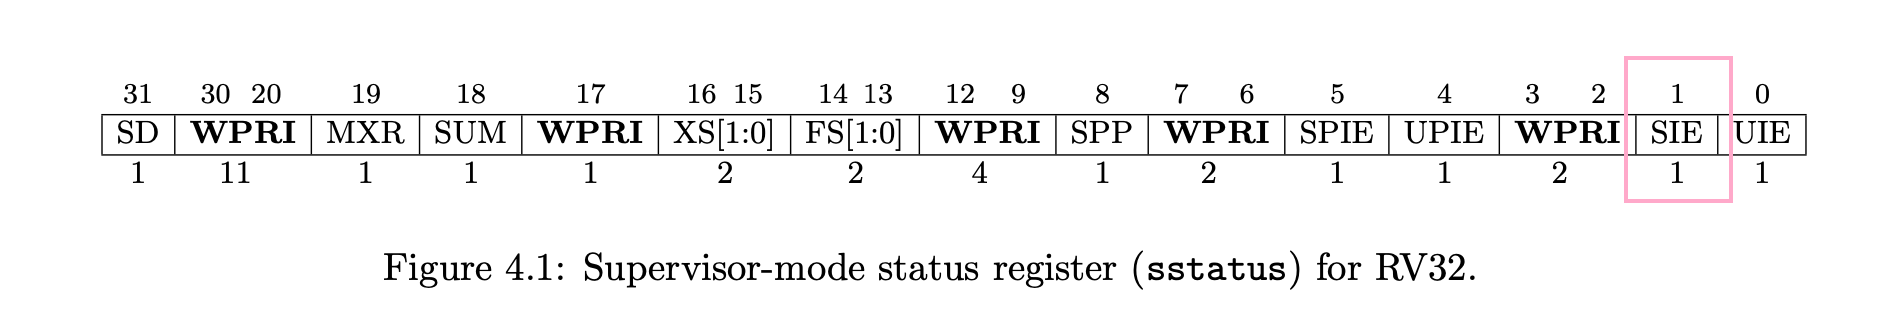 31 30 20 19 18 17 16 15 14 13 12 9 8 7 6 5 4 3 2 1 0
SD WPRI MXR SUM WPRI XS[1:0] FS[1:0] WPRI SPP WPRI SPIE UPIE WPRI SIE UIE
1 11 1 1 1 2 2 4 1 2 1 1 2 1 1
Figure 4.1: Supervisor-mode status register (sstatus) for RV32.